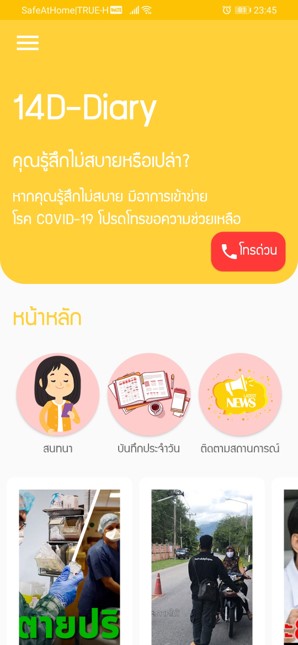 SafeAtHome|TRUE-H
23:45
14D-Diary
คุณรู้สึกไม่สบายหรือเปล่า?
หากคุณรู้สึกไม่สบาย มีอาการเข้าข่าย
โรค COVID-19 โปรดโทรขอความช่วยเหลือ
โทรด่วน
หน้าหลัก
สนทนา
บันทึกประจำวัน
ติดตามสถานการณ์
NEWS
ตายปริ